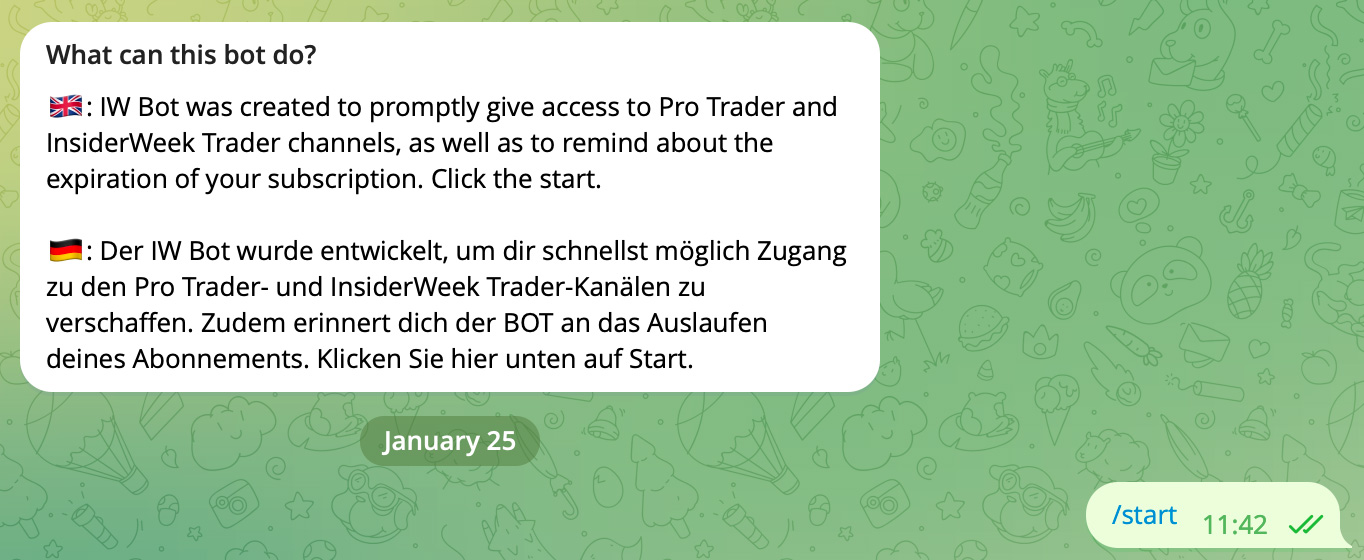 What can this bot do?
🇬🇧: IW Bot was created to promptly give access to Pro Trader and
InsiderWeek Trader channels, as well as to remind about the
expiration of your subscription. Click the start.
🇩🇪: Der IW Bot wurde entwickelt, um dir schnellst möglich Zugang
zu den Pro Trader- und InsiderWeek Trader-Kanälen zu
verschaffen. Zudem erinnert dich der BOT an das Auslaufen
deines Abonnements. Klicken Sie hier unten auf Start.
January 25
/start 11:42